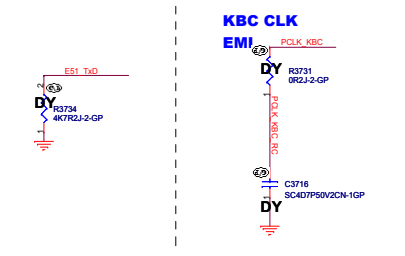 KBC CLK
EMI
PCLK_KBC
E51_TxD
2
DY
R3734
4K7R2J-2-GP
1
DY
R3731
0R2J-2-GP
1
PCLK_KBC_RC
C3716
SC4D7P50V2CN-1GP
DY